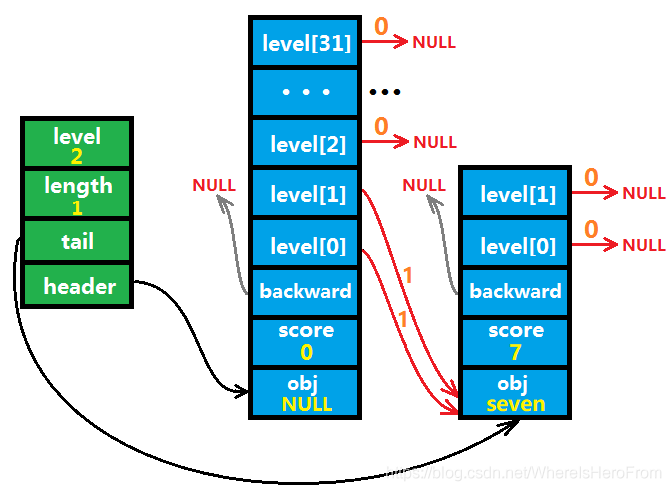 level
2
length
1
tail
header
level[31]
0
NULL
• • •
•••
level[2]
0
NULL
NULL
level[1]
level[0]
backward
score
0
obj
NULL
1
1
NULL
level[1]
0
NULL
level[0]
0
NULL
backward
score
7
obj
seven
https://blog.csdn.net/WhereIsHeroFrom